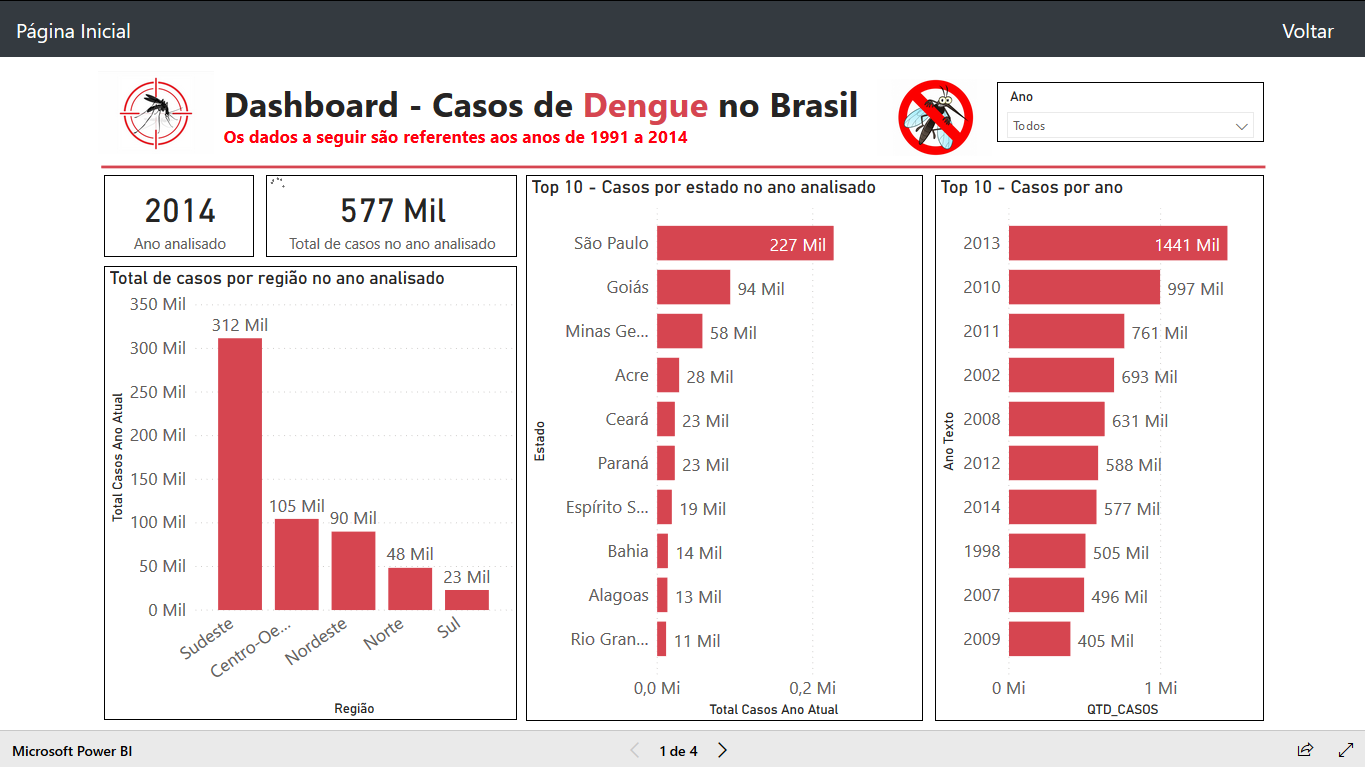 Página Inicial
Voltar
Dashboard - Casos de Dengue no Brasil
Os dados a seguir são referentes aos anos de 1991 a 2014
Ano
Todos
2014
Ano analisado
577 Mil
Total de casos no ano analisado
Total de casos por região no ano analisado
Total Casos Ano Atual
350 Mil
300 Mil
250 Mil
200 Mil
150 Mil
100 Mil
50 Mil
0 Mil
312 Mil
105 Mil
90 Mil
48 Mil
23 Mil
Sudeste
Centro-Oe...
Nordeste
Norte
Sul
Região
Top 10 - Casos por estado no ano analisado
Estado
São Paulo 227 Mil
Goiás 94 Mil
Minas Ge... 58 Mil
Acre 28 Mil
Ceará 23 Mil
Paraná 23 Mil
Espírito S... 19 Mil
Bahia 14 Mil
Alagoas 13 Mil
Rio Gran... 11 Mil
0,0 Mi 0,2 Mi
Total Casos Ano Atual
Top 10 - Casos por ano
Ano Texto
2013 1441 Mil
2010 997 Mil
2011 761 Mil
2002 693 Mil
2008 631 Mil
2012 588 Mil
2014 577 Mil
1998 505 Mil
2007 496 Mil
2009 405 Mil
0 Mi 1 Mi
QTD_CASOS
Microsoft Power BI
1 de 4